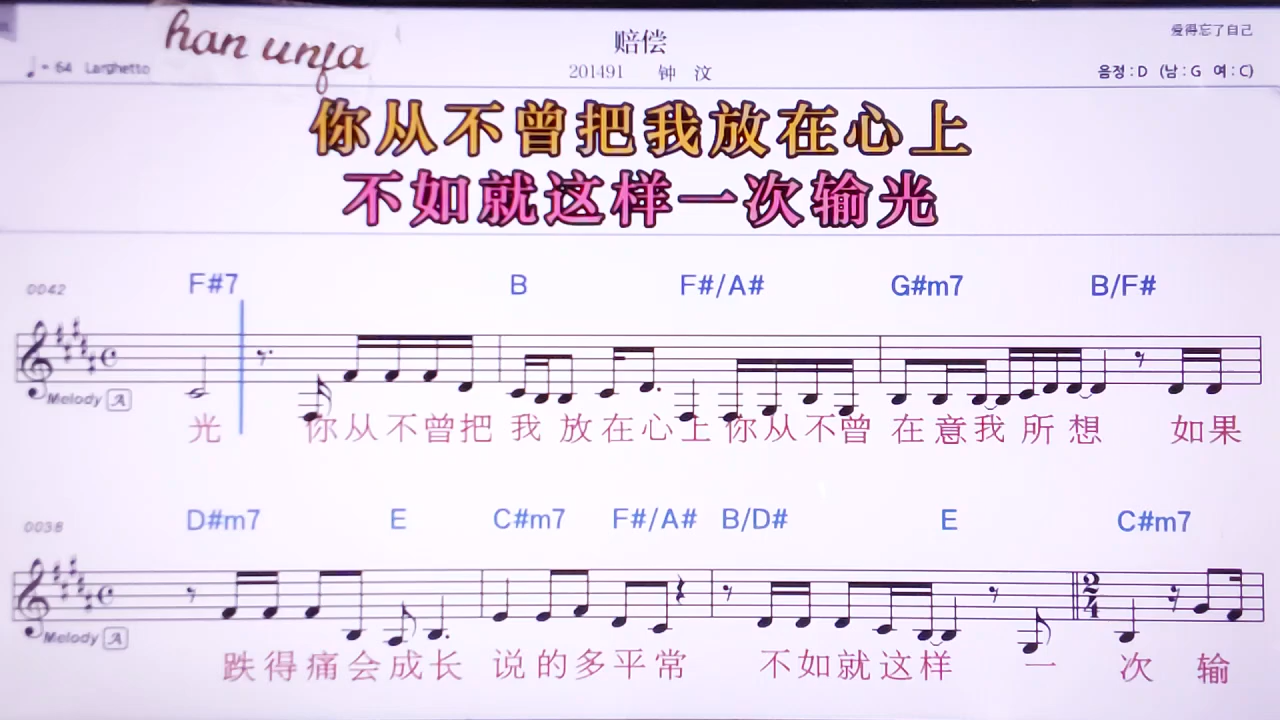 han unja
赔偿
爱得忘了自己
♩= 64 Larghetto
201491 钟 汶
음정 : D (남 : G 여 : C)
你从不曾把我放在心上
不如就这样一次输光
0042
F#7 B F#/A# G#m7 B/F#
Melody A
光 你从不曾把 我 放在心上 你从不曾 在意我 所想 如果
0038
D#m7 E C#m7 F#/A# B/D# E C#m7
2
4
Melody A
跌得痛会成长 说的多平常 不如就这样 一 次 输